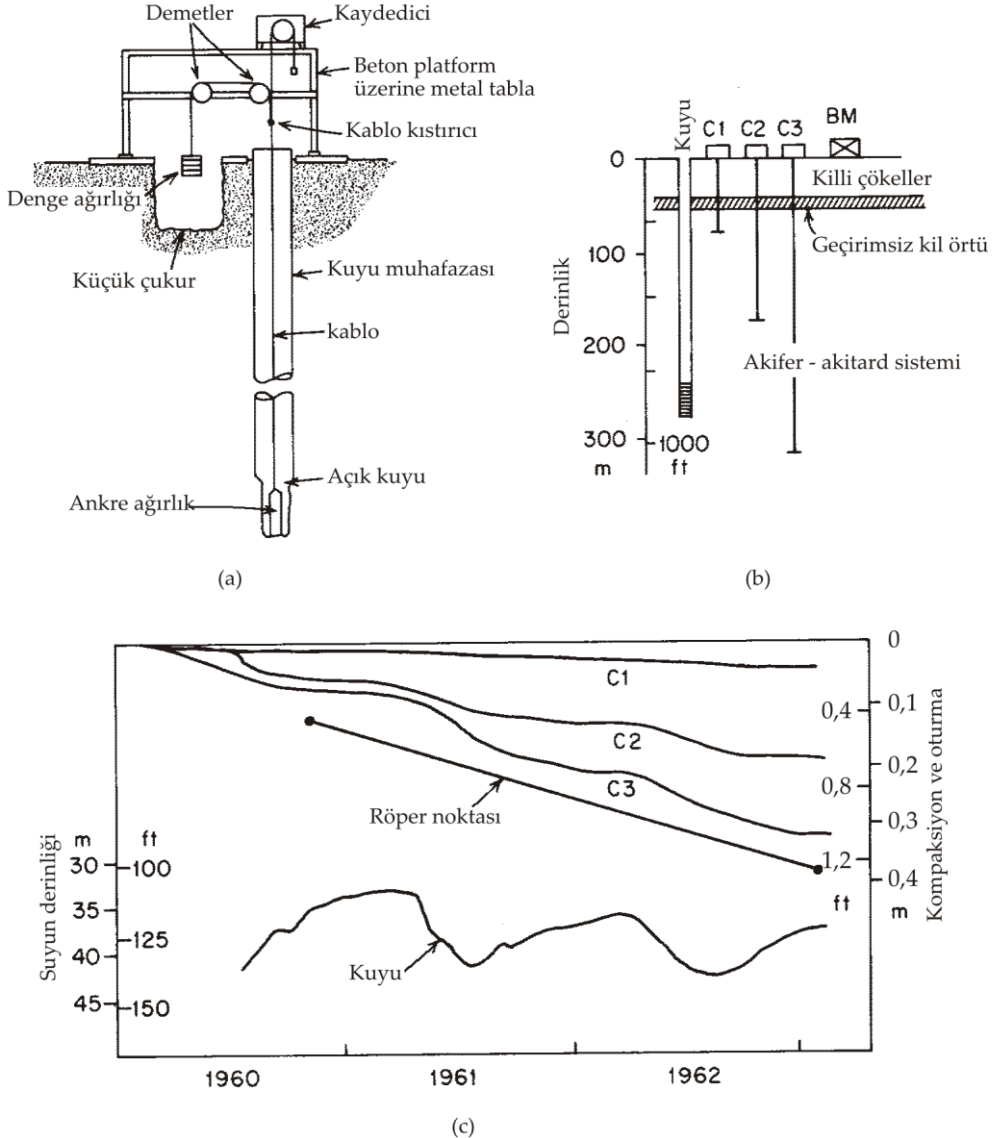 Demetler
Kaydedici
Beton platform
üzerine metal tabla
Kablo kıstırıcı
Denge ağırlığı
Küçük çukur
Kuyu muhafazası
kablo
Açık kuyu
Ankre ağırlık
(a)
Kuyu
C1 C2 C3 BM
0
Killi çökeller
Geçirimsiz kil örtü
100
Derinlik
200
Akifer - akitard sistemi
300 1000
m ft
(b)
0
C1
0,1
0,4
C2
0,2
0,8
C3
Röper noktası
0,3
1,2
0,4
ft
m
Kompaksiyon ve oturma
Suyun derinliği
m ft
30 100
35
125
40
Kuyu
45
150
1960 1961 1962
(c)